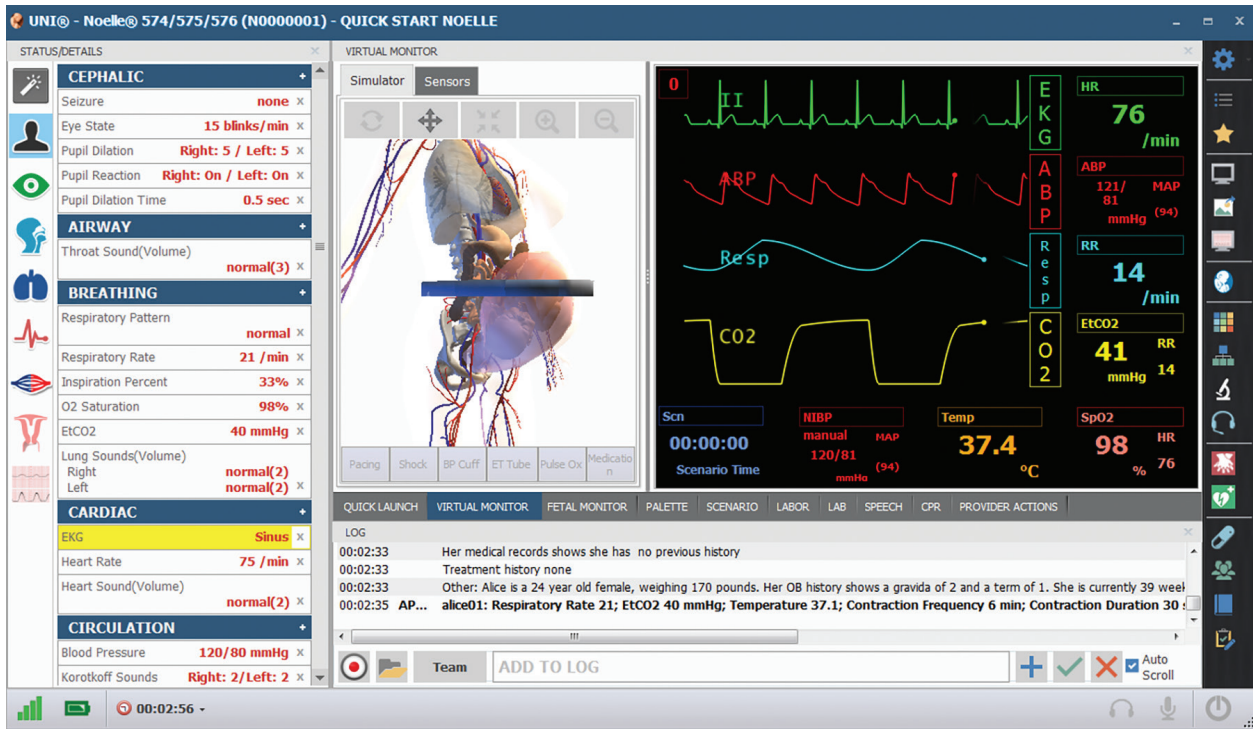 UNI® - Noelle® 574/575/576 (N0000001) - QUICK START NOELLE
STATUS/DETAILS
CEPHALIC +
Seizure none x
Eye State 15 blinks/min x
Pupil Dilation Right: 5 / Left: 5 x
Pupil Reaction Right: On / Left: On x
Pupil Dilation Time 0.5 sec x
AIRWAY +
Throat Sound(Volume)
normal(3) x
BREATHING +
Respiratory Pattern
normal x
Respiratory Rate 21 /min x
Inspiration Percent 33% x
O2 Saturation 98% x
EtCO2 40 mmHg x
Lung Sounds(Volume)
Right normal(2)
Left normal(2) x
CARDIAC +
EKG Sinus x
Heart Rate 75 /min x
Heart Sound(Volume)
normal(2) x
CIRCULATION +
Blood Pressure 120/80 mmHg x
Korotkoff Sounds Right: 2/Left: 2 x
VIRTUAL MONITOR
Simulator Sensors
Pacing Shock BP Cuff ET Tube Pulse Ox Medicatio
n
0
II
EKG
HR
76
/min
ABP
ABP
ABP
121/
81
MAP
(94)
mmHg
Resp
Resp
RR
14
/min
CO2
CO2
EtCO2
41 RR
mmHg 14
Scn
00:00:00
Scenario Time
NIBP
manual MAP
120/81
(94)
mmHg
Temp
37.4
°C
SpO2
98 HR
% 76
QUICK LAUNCH VIRTUAL MONITOR FETAL MONITOR PALETTE SCENARIO LABOR LAB SPEECH CPR PROVIDER ACTIONS
LOG
00:02:33 Her medical records shows she has no previous history
00:02:33 Treatment history none
00:02:33 Other: Alice is a 24 year old female, weighing 170 pounds. Her OB history shows a gravida of 2 and a term of 1. She is currently 39 week
00:02:35 AP... alice01: Respiratory Rate 21; EtCO2 40 mmHg; Temperature 37.1; Contraction Frequency 6 min; Contraction Duration 30
Team ADD TO LOG
Auto
Scroll
00:02:56